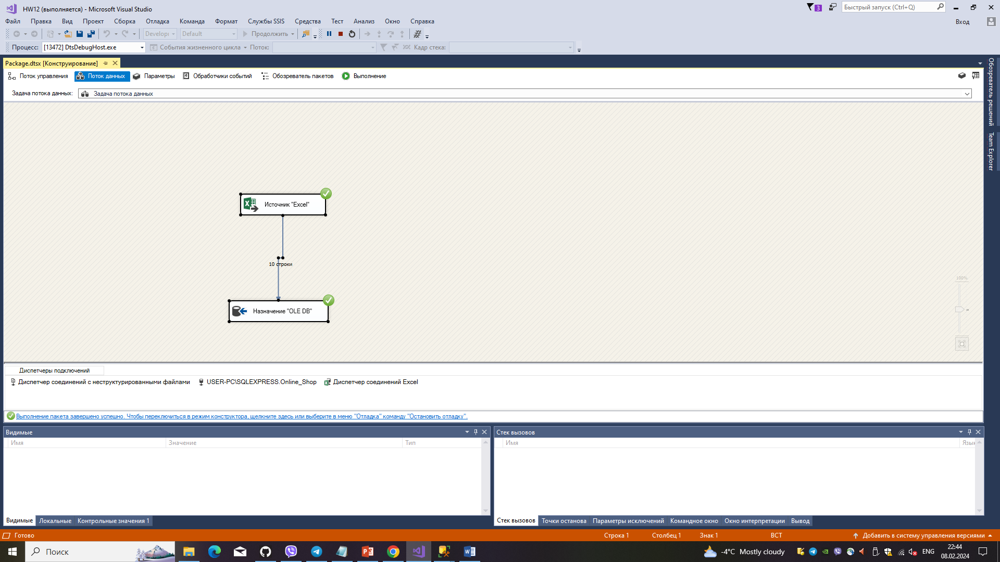 HW12 (выполняется) - Microsoft Visual Studio
3
Быстрый запуск (Ctrl+Q)
Файл Правка Вид Проект Сборка Отладка Команда Формат Службы SSIS Средства Тест Анализ Окно Справка
Вход
Developi Default Продолжить
Процесс: [13472] DtsDebugHost.exe События жизненного цикла Поток: Кадр стека:
Package.dtsx [Конструирование]
Поток управления Поток данных Параметры Обработчики событий Обозреватель пакетов Выполнение
Задача потока данных: Задача потока данных
Обозреватель решений
Team Explorer
Источник "Excel"
10 строки
Назначение "OLE DB"
100%
Диспетчеры подключений
Диспетчер соединений с неструктурированными файлами USER-PC\SQLEXPRESS.Online_Shop Диспетчер соединений Excel
Выполнение пакета завершено успешно. Чтобы переключиться в режим конструктора, щелкните здесь или выберите в меню "Отладка" команду "Остановить отладку".
Видимые
Имя Значение Тип
Стек вызовов
Имя Язык
Видимые Локальные Контрольные значения 1
Стек вызовов Точки останова Параметры исключений Командное окно Окно интерпретации Вывод
Готово Строка 1 Столбец 1 Знак 1 ВСТ Добавить в систему управления версиями
Поиск
-4°C Mostly cloudy
ENG
22:44
08.02.2024